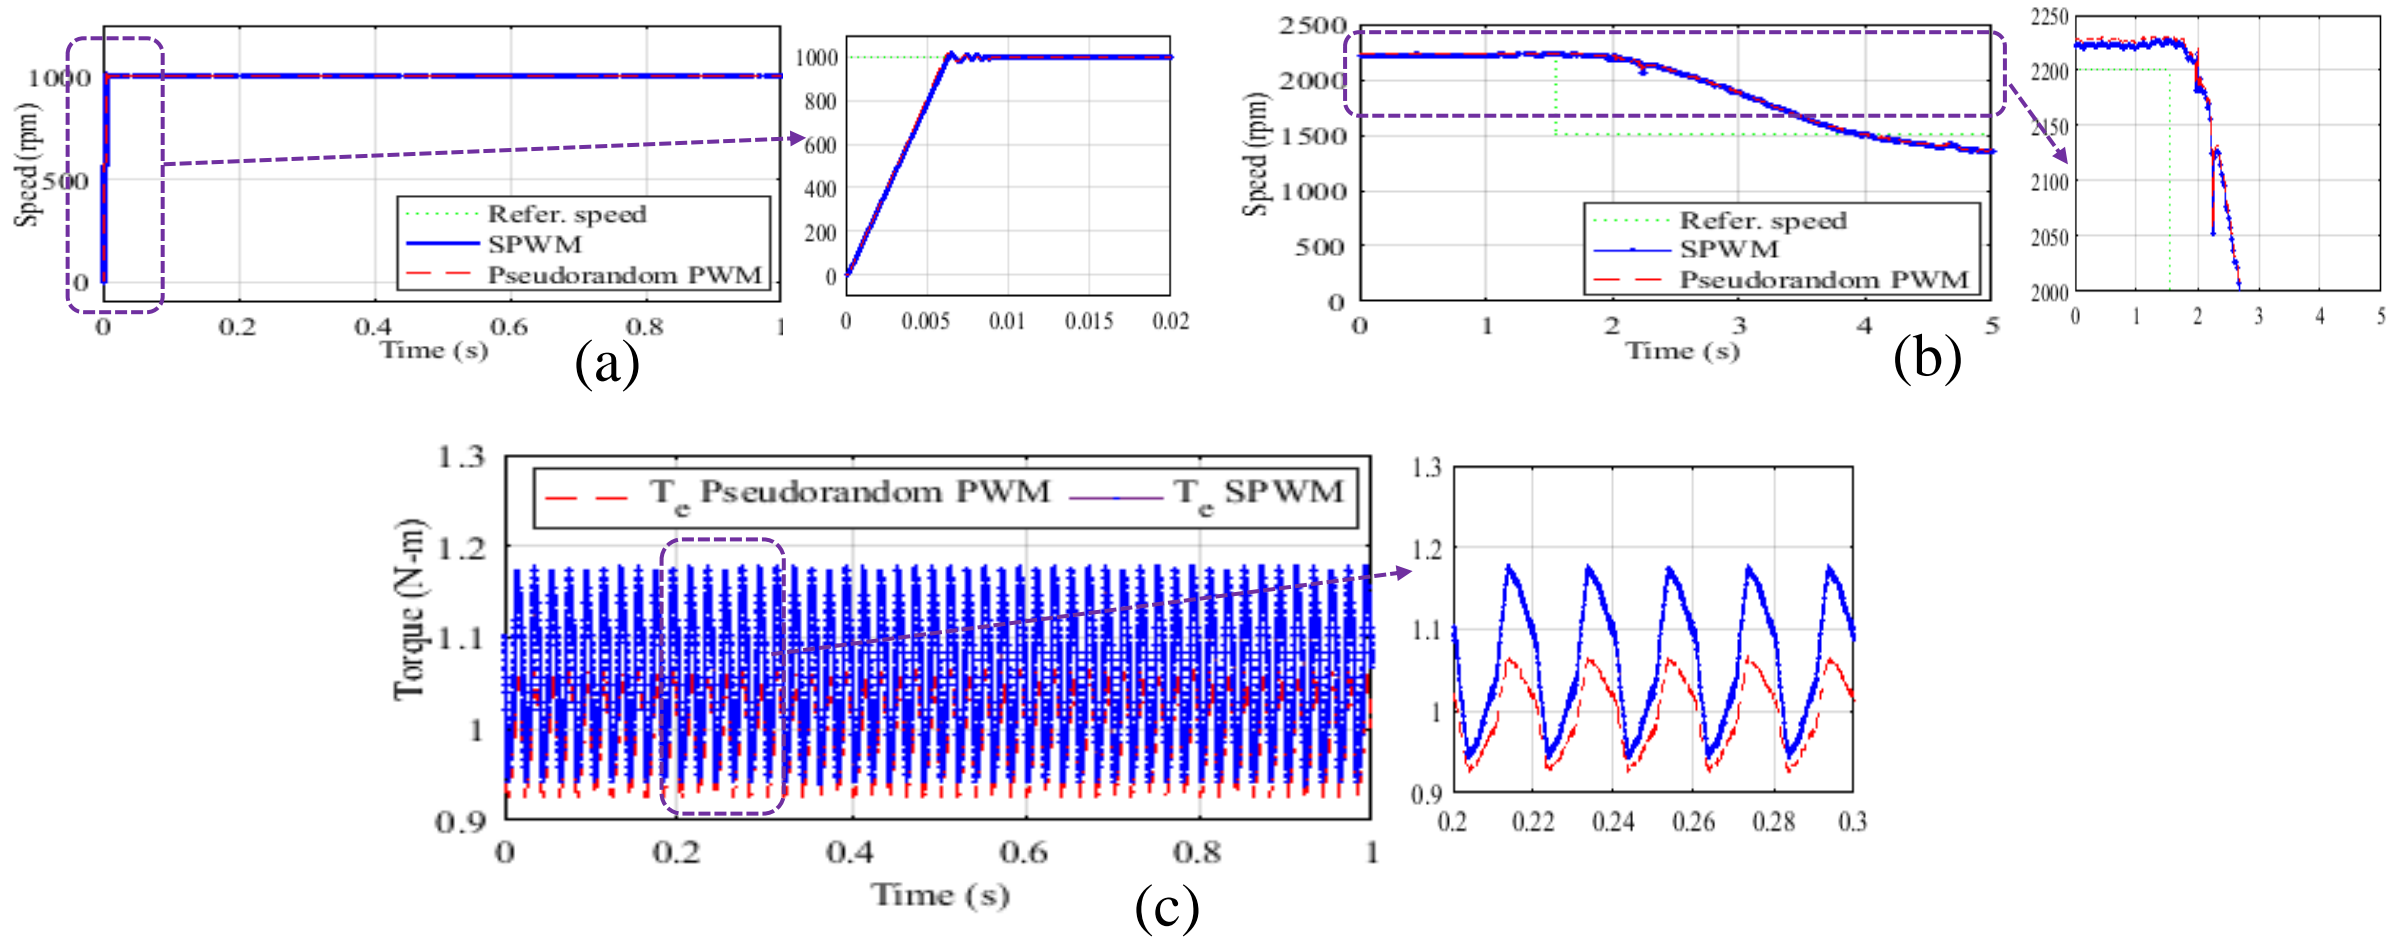 1000
500
0
Speed (rpm)
Refer. speed
SPWM
Pseudorandom PWM
0 0.2 0.4 0.6 0.8 1
Time (s)
(a)
1000
800
600
400
200
0
0 0.005 0.01 0.015 0.02
2500
2000
1500
1000
500
0
Speed (rpm)
Refer. speed
SPWM
Pseudorandom PWM
0 1 2 3 4 5
Time (s)
(b)
2250
2200
2150
2100
2050
2000
0 1 2 3 4 5
1.3
1.2
1.1
1
0.9
Torque (N-m)
Te Pseudorandom PWM Te SPWM
0 0.2 0.4 0.6 0.8 1
Time (s)
(c)
1.3
1.2
1.1
1
0.9
0.2 0.22 0.24 0.26 0.28 0.3